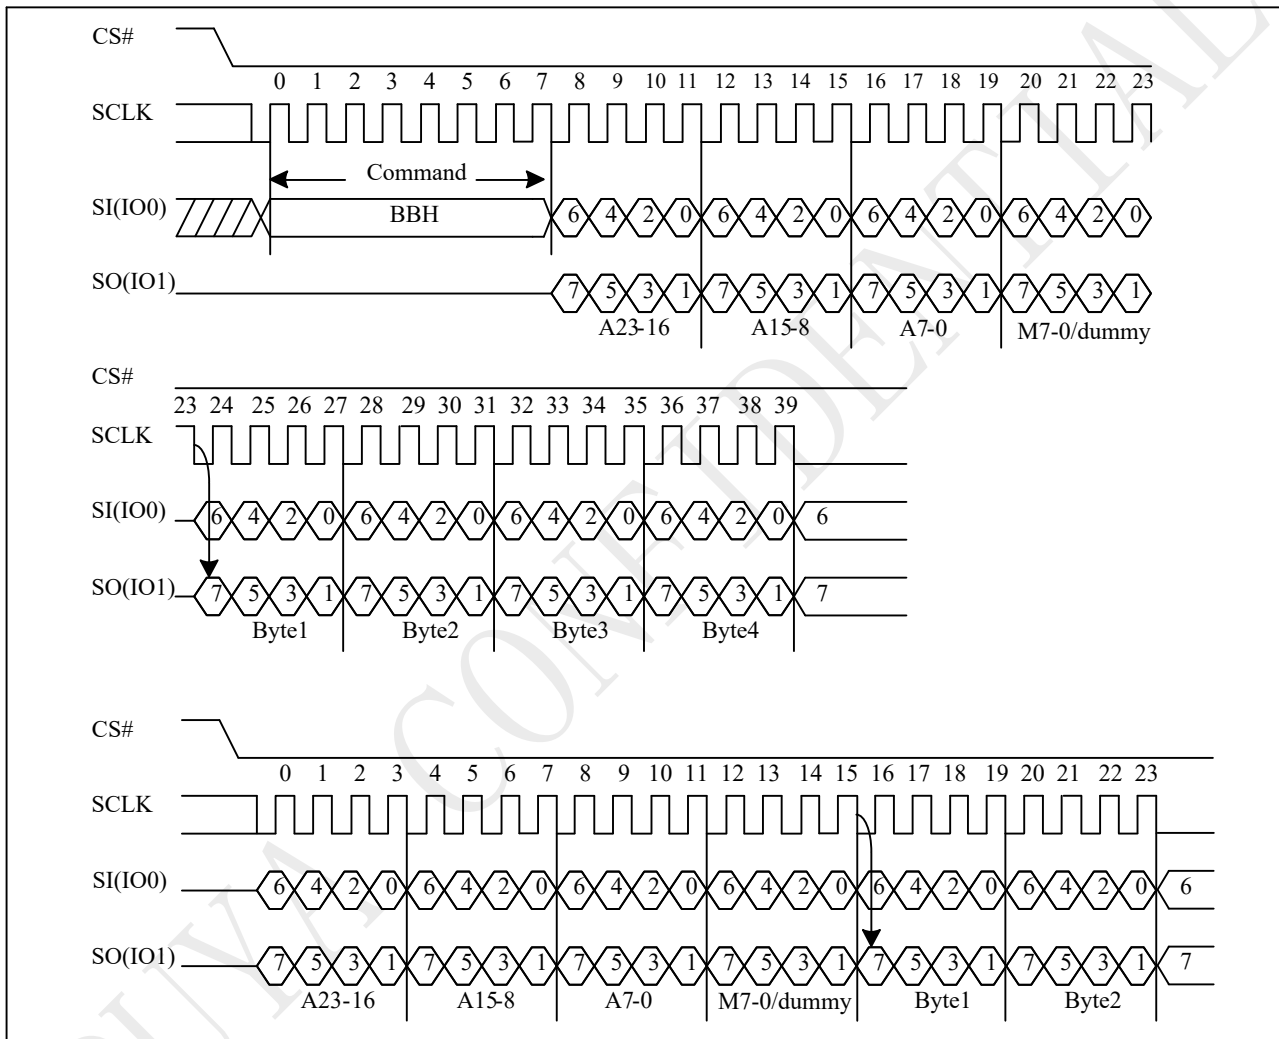 CS#
0 1 2 3 4 5 6 7 8 9 10 11 12 13 14 15 16 17 18 19 20 21 22 23
SCLK
Command
SI(IO0) BBH 6 4 2 0 6 4 2 0 6 4 2 0 6 4 2 0
SO(IO1) 7 5 3 1 7 5 3 1 7 5 3 1 7 5 3 1
A23-16 A15-8 A7-0 M7-0/dummy
CS#
23 24 25 26 27 28 29 30 31 32 33 34 35 36 37 38 39
SCLK
SI(IO0) 6 4 2 0 6 4 2 0 6 4 2 0 6 4 2 0 6
SO(IO1) 7 5 3 1 7 5 3 1 7 5 3 1 7 5 3 1 7
Byte1 Byte2 Byte3 Byte4
CS#
0 1 2 3 4 5 6 7 8 9 10 11 12 13 14 15 16 17 18 19 20 21 22 23
SCLK
SI(IO0) 6 4 2 0 6 4 2 0 6 4 2 0 6 4 2 0 6 4 2 0 6 4 2 0 6
SO(IO1) 7 5 3 1 7 5 3 1 7 5 3 1 7 5 3 1 7 5 3 1 7 5 3 1 7
A23-16 A15-8 A7-0 M7-0/dummy Byte1 Byte2
PUYA CONFIDENTIAL